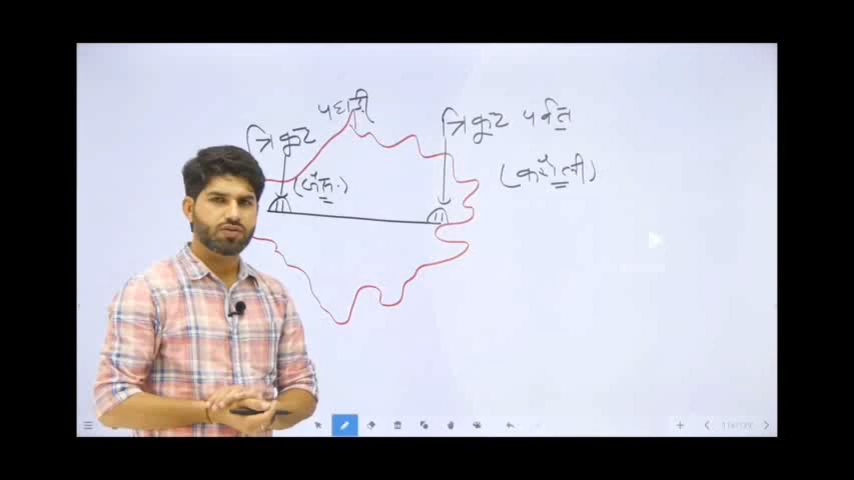 पहाड़ी
त्रिकुट
त्रिकुट पर्वत
(जैस.)
(करौली)